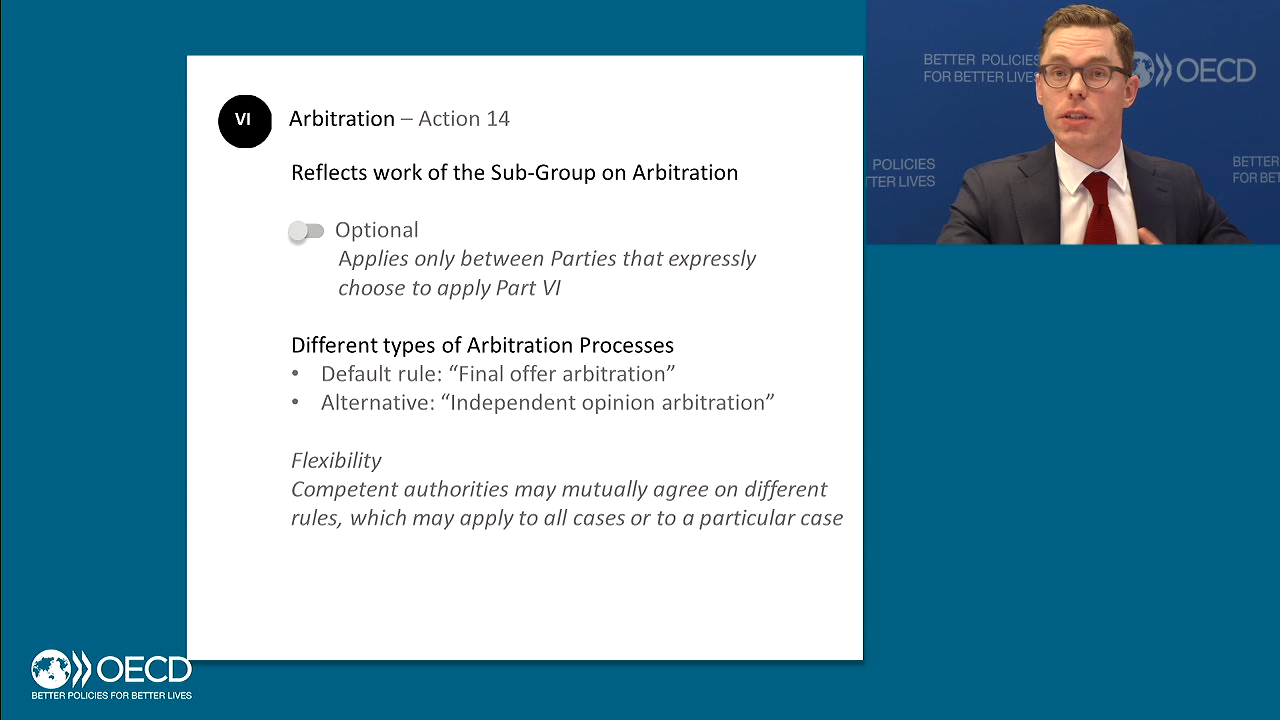 VI
Arbitration – Action 14
Reflects work of the Sub-Group on Arbitration
Optional
Applies only between Parties that expressly
choose to apply Part VI
Different types of Arbitration Processes
• Default rule: “Final offer arbitration”
• Alternative: “Independent opinion arbitration”
Flexibility
Competent authorities may mutually agree on different
rules, which may apply to all cases or to a particular case
BETTER POLICIES
FOR BETTER LIVES
OECD
POLICIES
TER LIVES
BETTER
FOR BET
OECD
BETTER POLICIES FOR BETTER LIVES